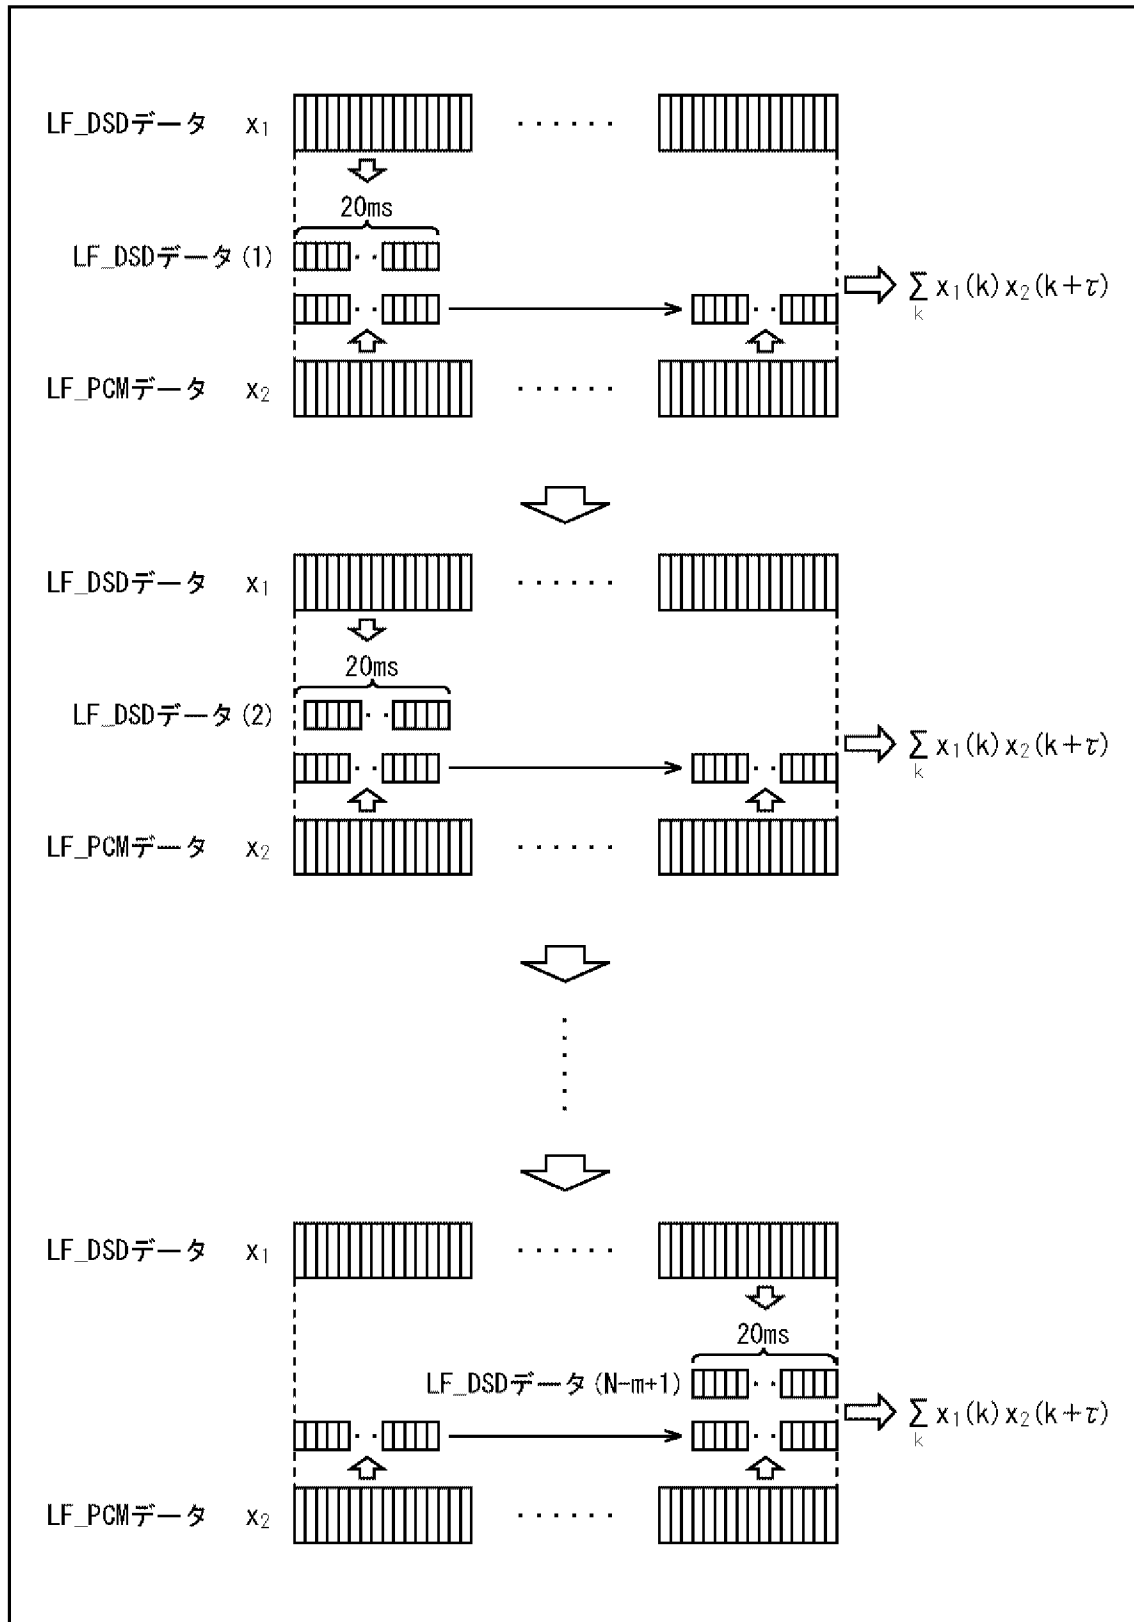 LF_DSDデータ x₁ ・・・・・・
20ms
LF_DSDデータ(1)
∑ x₁(k)x₂(k+τ)
k
LF_PCMデータ x₂ ・・・・・・
LF_DSDデータ x₁ ・・・・・・
20ms
LF_DSDデータ(2)
∑ x₁(k)x₂(k+τ)
k
LF_PCMデータ x₂ ・・・・・・
LF_DSDデータ x₁ ・・・・・・
20ms
LF_DSDデータ(N-m+1)
∑ x₁(k)x₂(k+τ)
k
LF_PCMデータ x₂ ・・・・・・